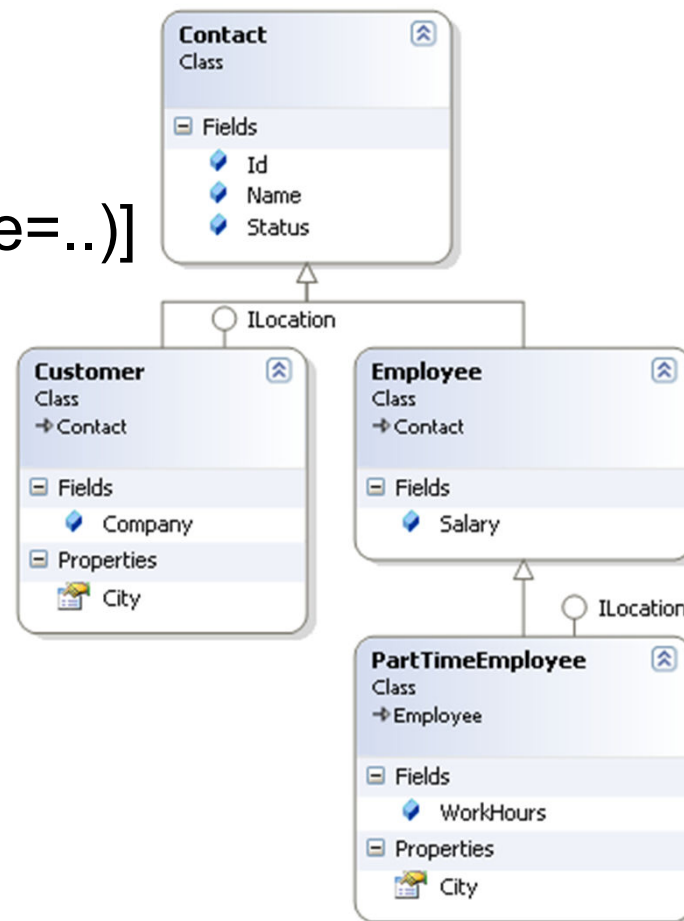 Contact
Class
Fields
Id
Name
Status
e=..)]
ILocation
Customer
Class
Contact
Fields
Company
Properties
City
Employee
Class
Contact
Fields
Salary
ILocation
PartTimeEmployee
Class
Employee
Fields
WorkHours
Properties
City